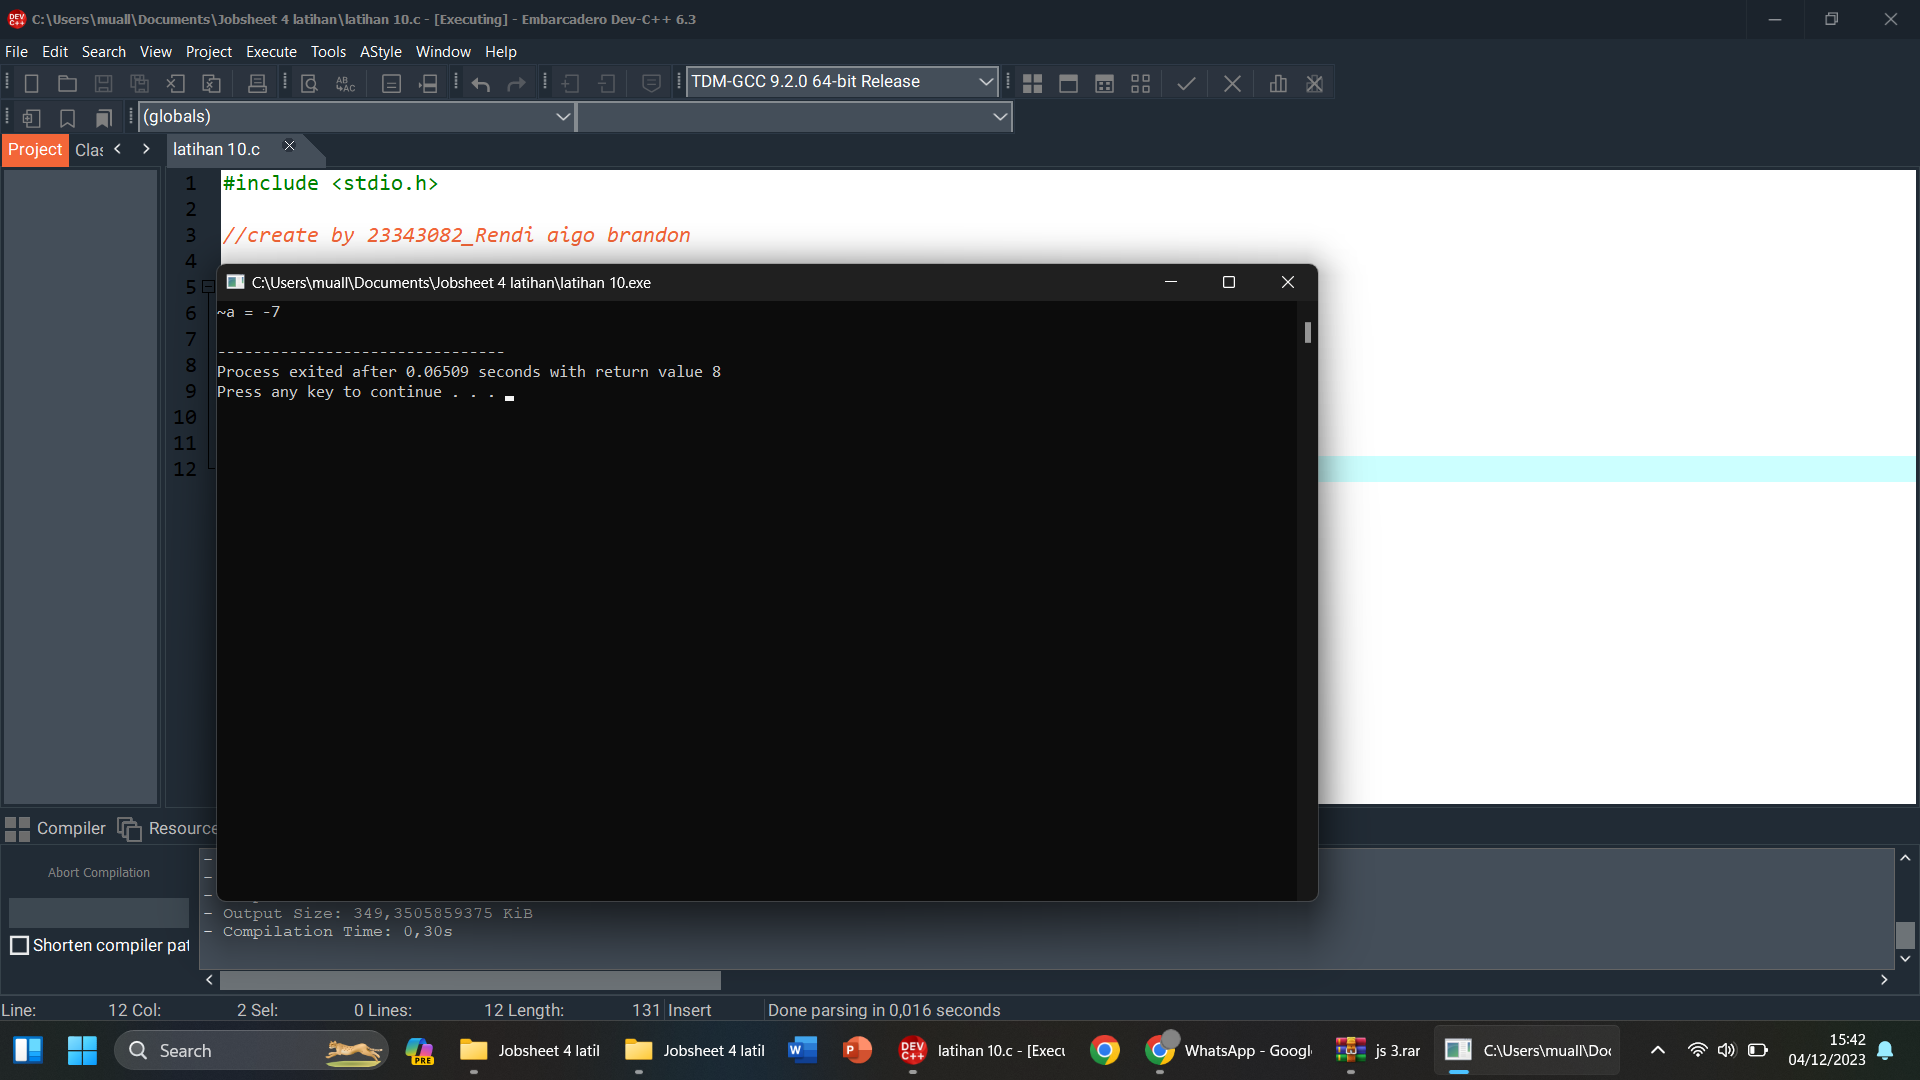 C:\Users\muall\Documents\Jobsheet 4 latihan\latihan 10.c - [Executing] - Embarcadero Dev-C++ 6.3
File Edit Search View Project Execute Tools AStyle Window Help
TDM-GCC 9.2.0 64-bit Release
(globals)
Project Clas latihan 10.c
1 #include <stdio.h>
2
3 //create by 23343082_Rendi aigo brandon
4
5
6
7
8
9
10
11
12
C:\Users\muall\Documents\Jobsheet 4 latihan\latihan 10.exe
~a = -7
--------------------------------
Process exited after 0.06509 seconds with return value 8
Press any key to continue . . .
Compiler Resource
Abort Compilation
Shorten compiler pat
- Output Size: 349,3505859375 KiB
- Compilation Time: 0,30s
Line: 12 Col: 2 Sel: 0 Lines: 12 Length: 131 Insert Done parsing in 0,016 seconds
Search PRE Jobsheet 4 latil Jobsheet 4 latil latihan 10.c - [Execu WhatsApp - Googl js 3.rar C:\Users\muall\Doc
15:42
04/12/2023